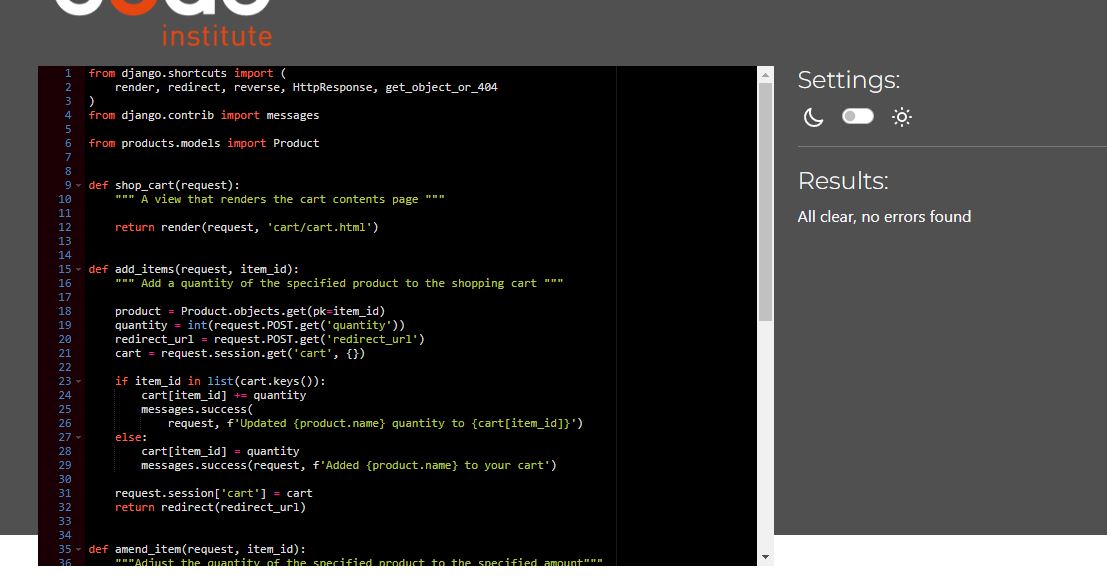 institute
1 from django.shortcuts import (
2     render, redirect, reverse, HttpResponse, get_object_or_404
3 )
4 from django.contrib import messages
5
6 from products.models import Product
7
8
9 def shop_cart(request):
10     """ A view that renders the cart contents page """
11
12     return render(request, 'cart/cart.html')
13
14
15 def add_items(request, item_id):
16     """ Add a quantity of the specified product to the shopping cart """
17
18     product = Product.objects.get(pk=item_id)
19     quantity = int(request.POST.get('quantity'))
20     redirect_url = request.POST.get('redirect_url')
21     cart = request.session.get('cart', {})
22
23     if item_id in list(cart.keys()):
24         cart[item_id] += quantity
25         messages.success(
26             request, f'Updated {product.name} quantity to {cart[item_id]}')
27     else:
28         cart[item_id] = quantity
29         messages.success(request, f'Added {product.name} to your cart')
30
31     request.session['cart'] = cart
32     return redirect(redirect_url)
33
34
35 def amend_item(request, item_id):
36     """Adjust the quantity of the specified product to the specified amount"""
Settings:
Results:
All clear, no errors found